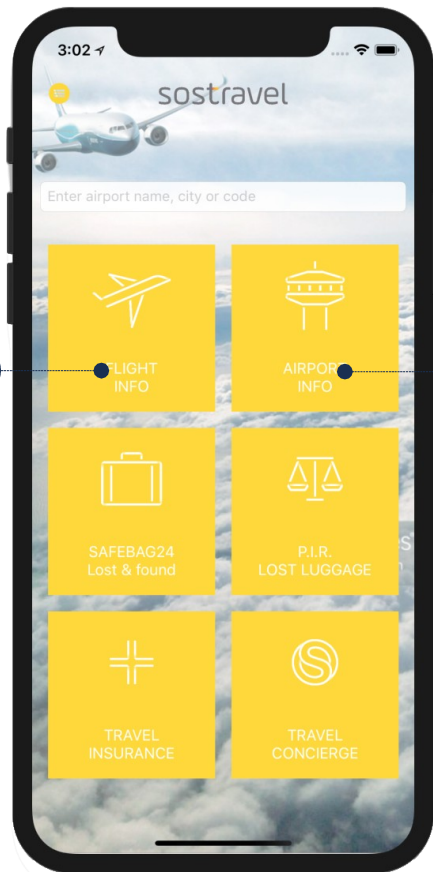 3:02
sostravel
Enter airport name, city or code
FLIGHT
INFO
AIRPORT
INFO
SAFEBAG24
Lost & found
P.I.R.
LOST LUGGAGE
TRAVEL
INSURANCE
TRAVEL
CONCIERGE